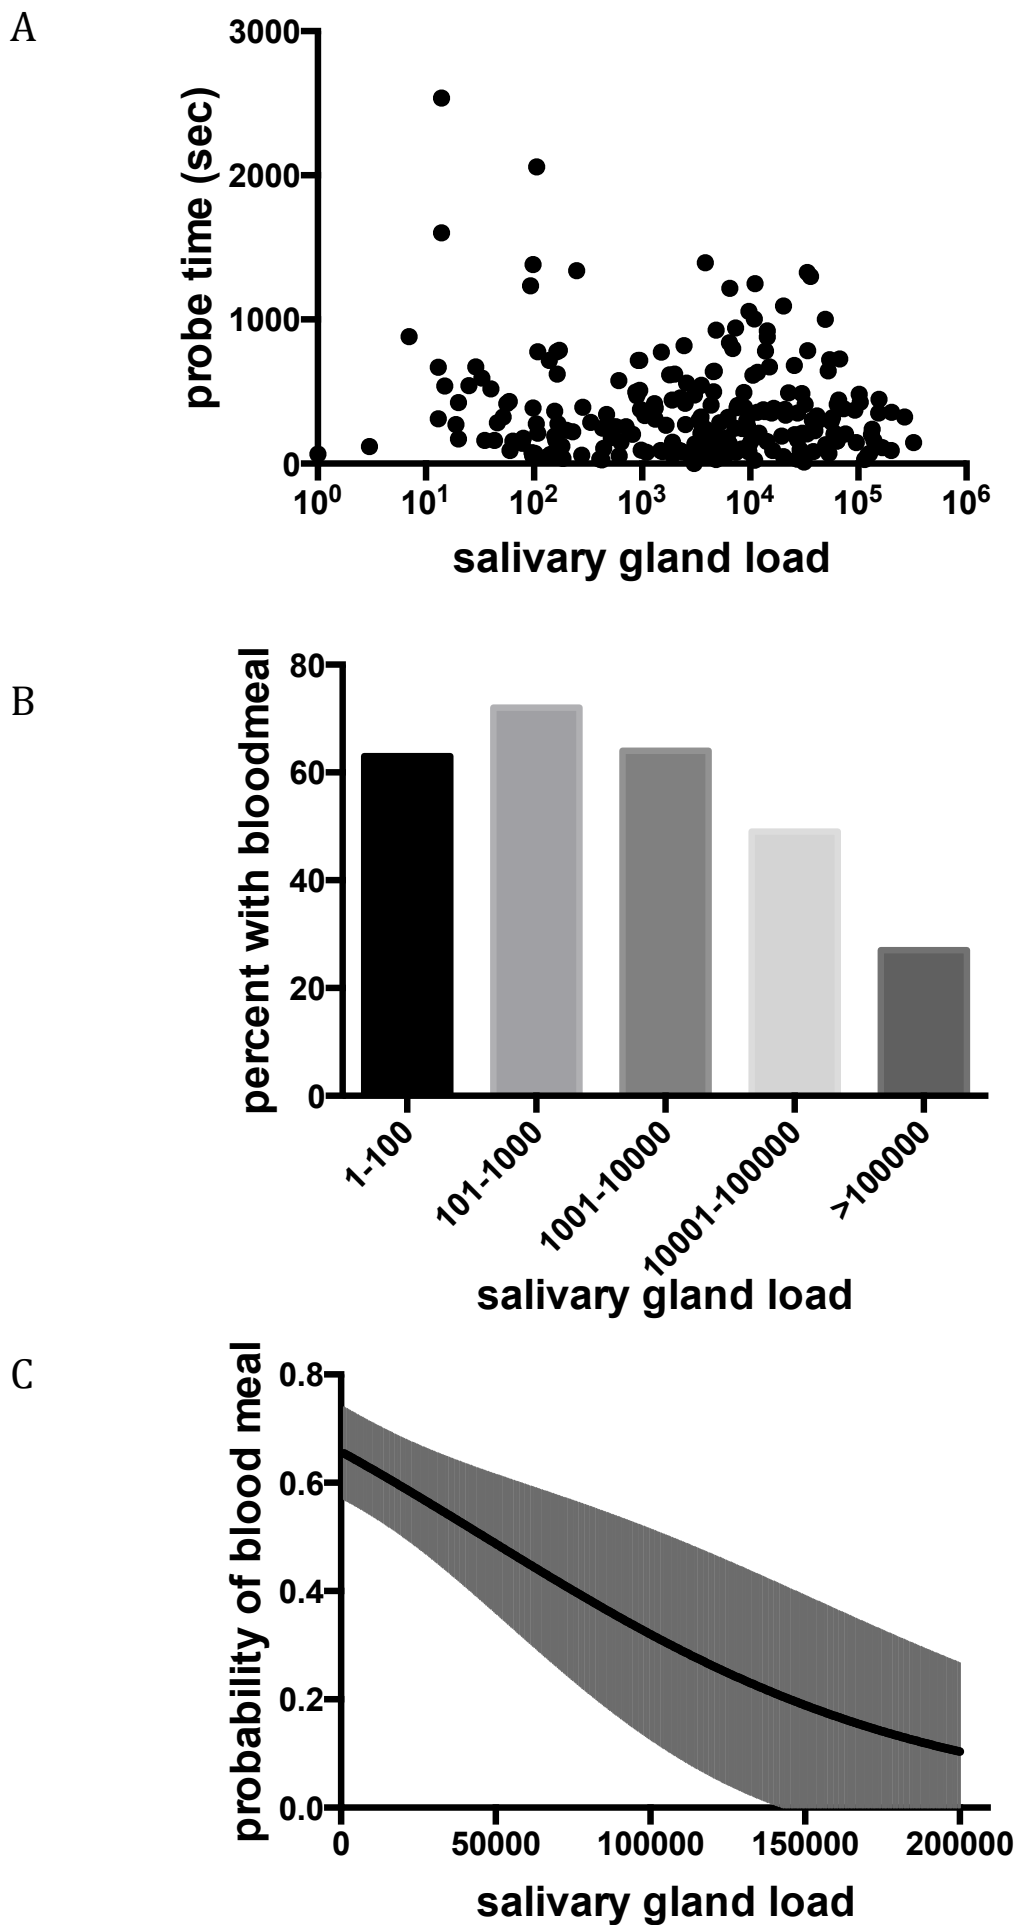 A
3000
2000
1000
0
probe time (sec)
10⁰ 10¹ 10² 10³ 10⁴ 10⁵ 10⁶
salivary gland load
B
80
60
40
20
0
percent with bloodmeal
1-100 101-1000 1001-10000 10001-100000 >100000
salivary gland load
C
0.8
0.6
0.4
0.2
0.0
probability of blood meal
0 50000 100000 150000 200000
salivary gland load